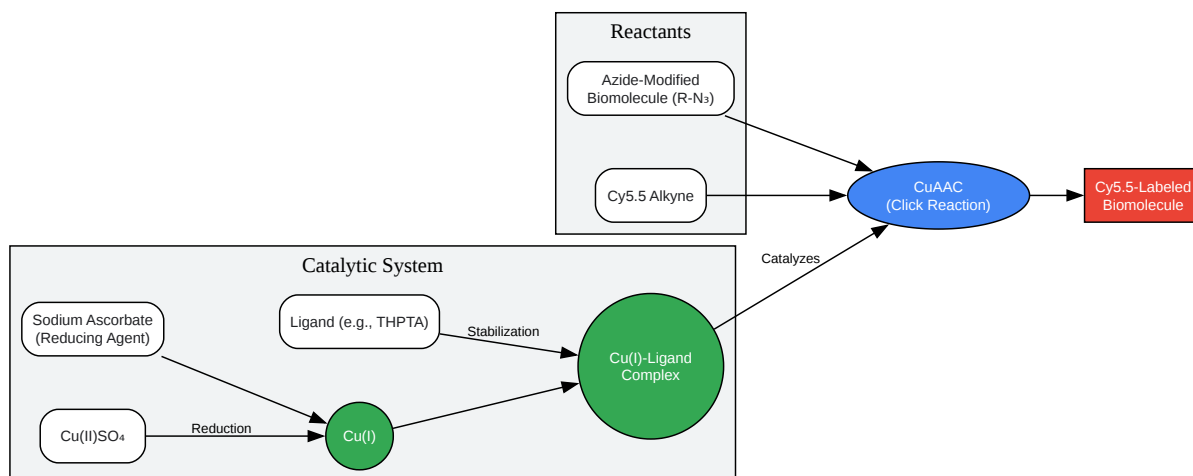 Reactants
Azide-Modified
Biomolecule (R-N₃)
Cy5.5 Alkyne
CuAAC
(Click Reaction)
Cy5.5-Labeled
Biomolecule
Catalyzes
Catalytic System
Sodium Ascorbate
(Reducing Agent)
Ligand (e.g., THPTA)
Stabilization
Cu(I)-Ligand
Complex
Cu(II)SO₄
Reduction
Cu(I)